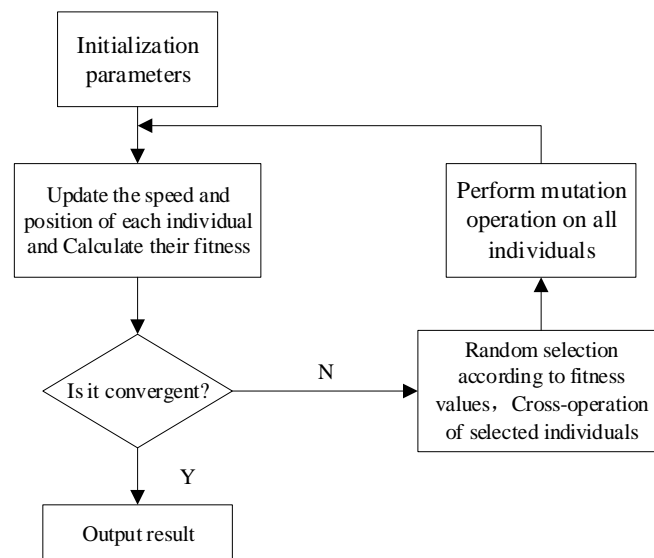 Initialization
parameters
Update the speed and
position of each individual
and Calculate their fitness
Perform mutation
operation on all
individuals
Is it convergent?
N
Random selection
according to fitness
values，Cross-operation
of selected individuals
Y
Output result